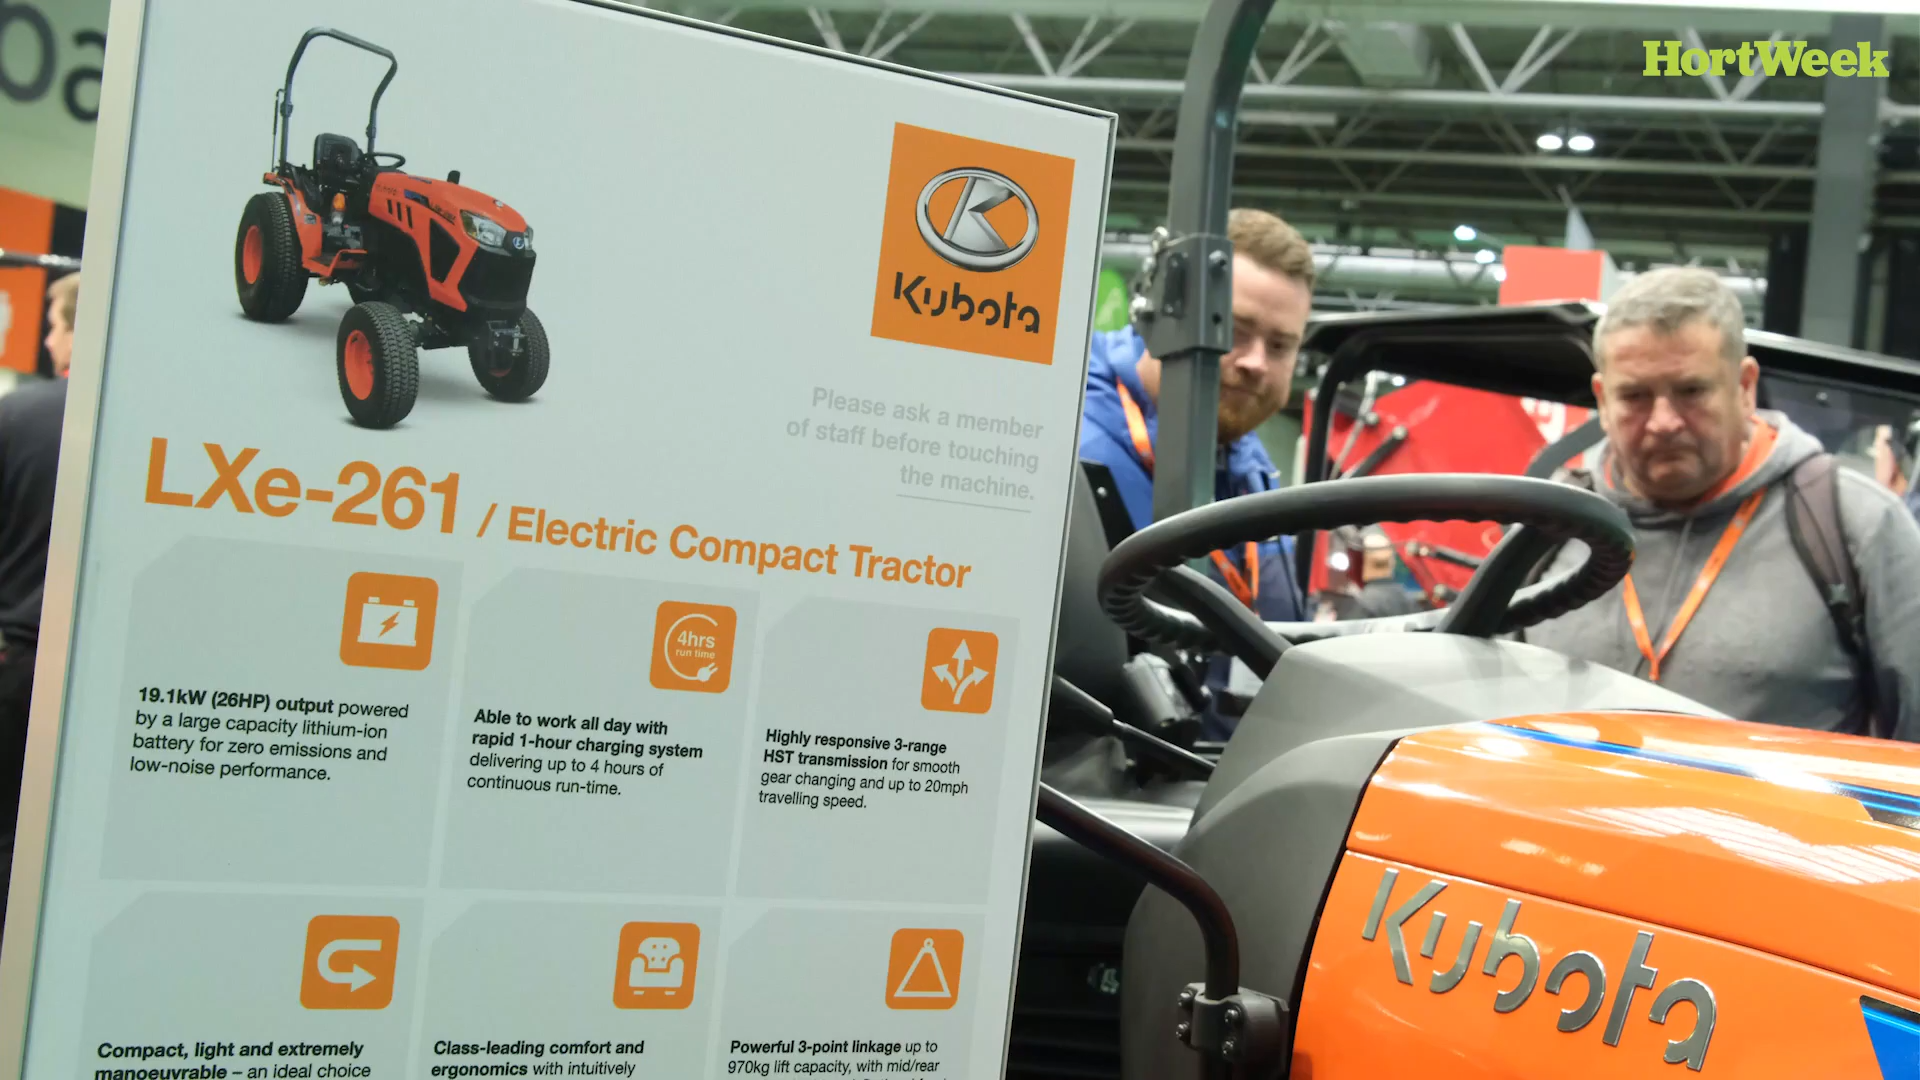 HortWeek
Kubota
Please ask a member
of staff before touching
the machine.
LXe-261 / Electric Compact Tractor
4hrs
run time
19.1kW (26HP) output powered
by a large capacity lithium-ion
battery for zero emissions and
low-noise performance.
Able to work all day with
rapid 1-hour charging system
delivering up to 4 hours of
continuous run-time.
Highly responsive 3-range
HST transmission for smooth
gear changing and up to 20mph
travelling speed.
Compact, light and extremely
manoeuvrable – an ideal choice
Class-leading comfort and
ergonomics with intuitively
Powerful 3-point linkage up to
970kg lift capacity, with mid/rear
Kubota